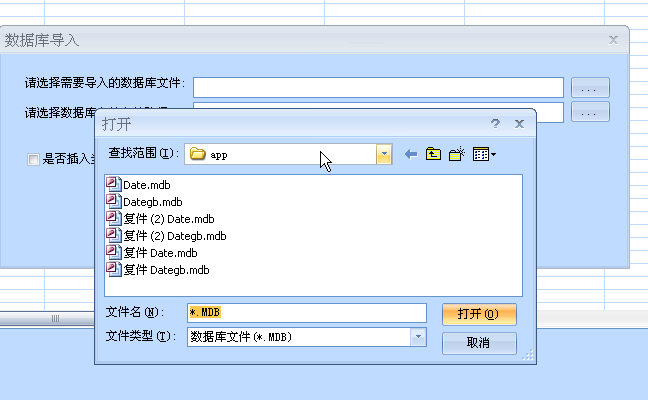 数据库导入
请选择需要导入的数据库文件:
...
请选择数据库
...
是否插入
打开
查找范围(I):
app
Date.mdb
Dategb.mdb
复件 (2) Date.mdb
复件 (2) Dategb.mdb
复件 Date.mdb
复件 Dategb.mdb
文件名(N):
*.MDB
打开(O)
文件类型(T):
数据库文件(*.MDB)
取消